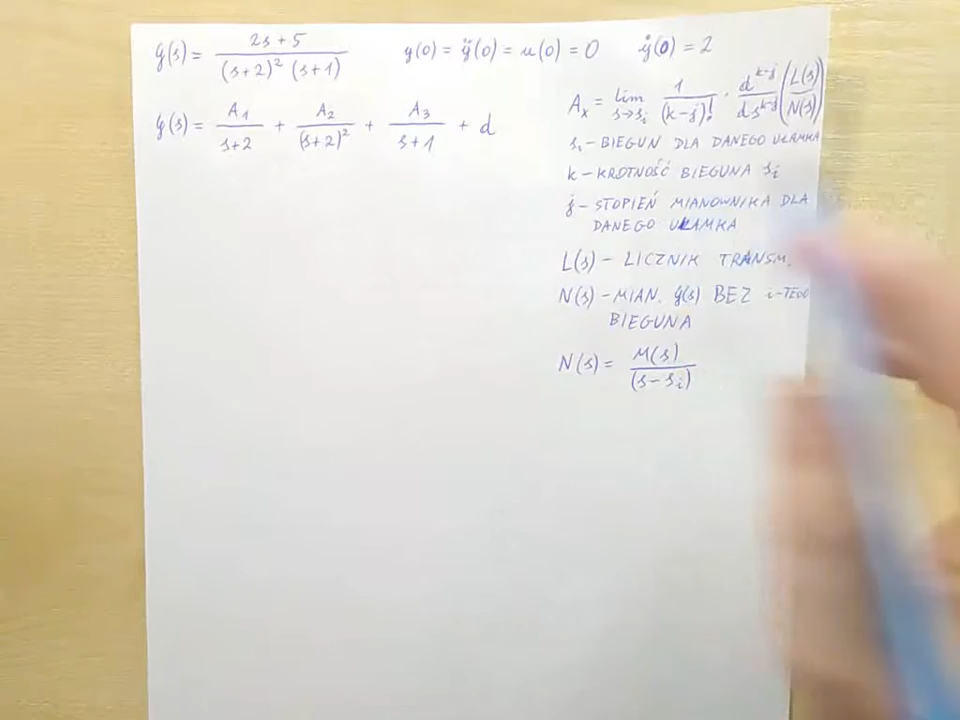 g(s) = (2s+5) / ((s+2)² (s+1))    y(0) = ÿ(0) = u(0) = 0    ẏ(0) = 2
g(s) = A₁/(s+2) + A₂/(s+2)² + A₃/(s+1) + d
Aₓ = lim s→sᵢ 1/(k-j)! · d^(k-j)/ds^(k-j) (L(s)/N(s))
sᵢ - BIEGUN DLA DANEGO UŁAMKA
k - KROTNOŚĆ BIEGUNA sᵢ
j - STOPIEŃ MIANOWNIKA DLA
DANEGO UŁAMKA
L(s) - LICZNIK TRANSM.
N(s) - MIAN. g(s) BEZ i-TEGO
BIEGUNA
N(s) = M(s)/(s-sᵢ)